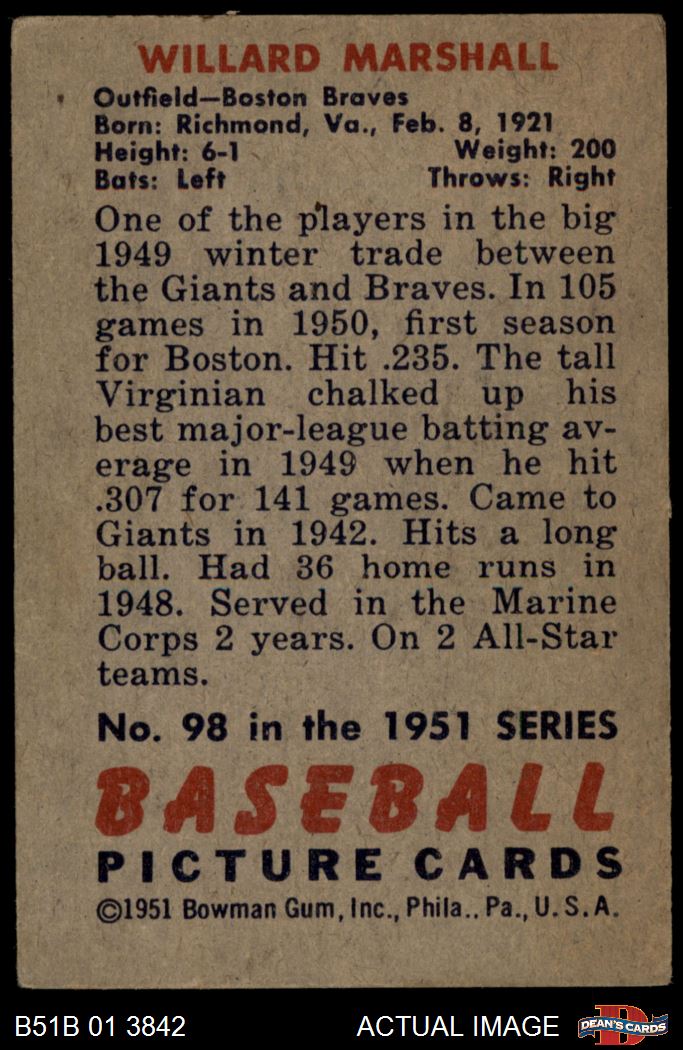 WILLARD MARSHALL
Outfield—Boston Braves
Born: Richmond, Va., Feb. 8, 1921
Height: 6-1 Weight: 200
Bats: Left Throws: Right
One of the players in the big
1949 winter trade between
the Giants and Braves. In 105
games in 1950, first season
for Boston. Hit .235. The tall
Virginian chalked up his
best major-league batting av-
erage in 1949 when he hit
.307 for 141 games. Came to
Giants in 1942. Hits a long
ball. Had 36 home runs in
1948. Served in the Marine
Corps 2 years. On 2 All-Star
teams.
No. 98 in the 1951 SERIES
BASEBALL
PICTURE CARDS
©1951 Bowman Gum, Inc., Phila., Pa., U. S. A.
B51B 01 3842 ACTUAL IMAGE D DEAN'S CARDS